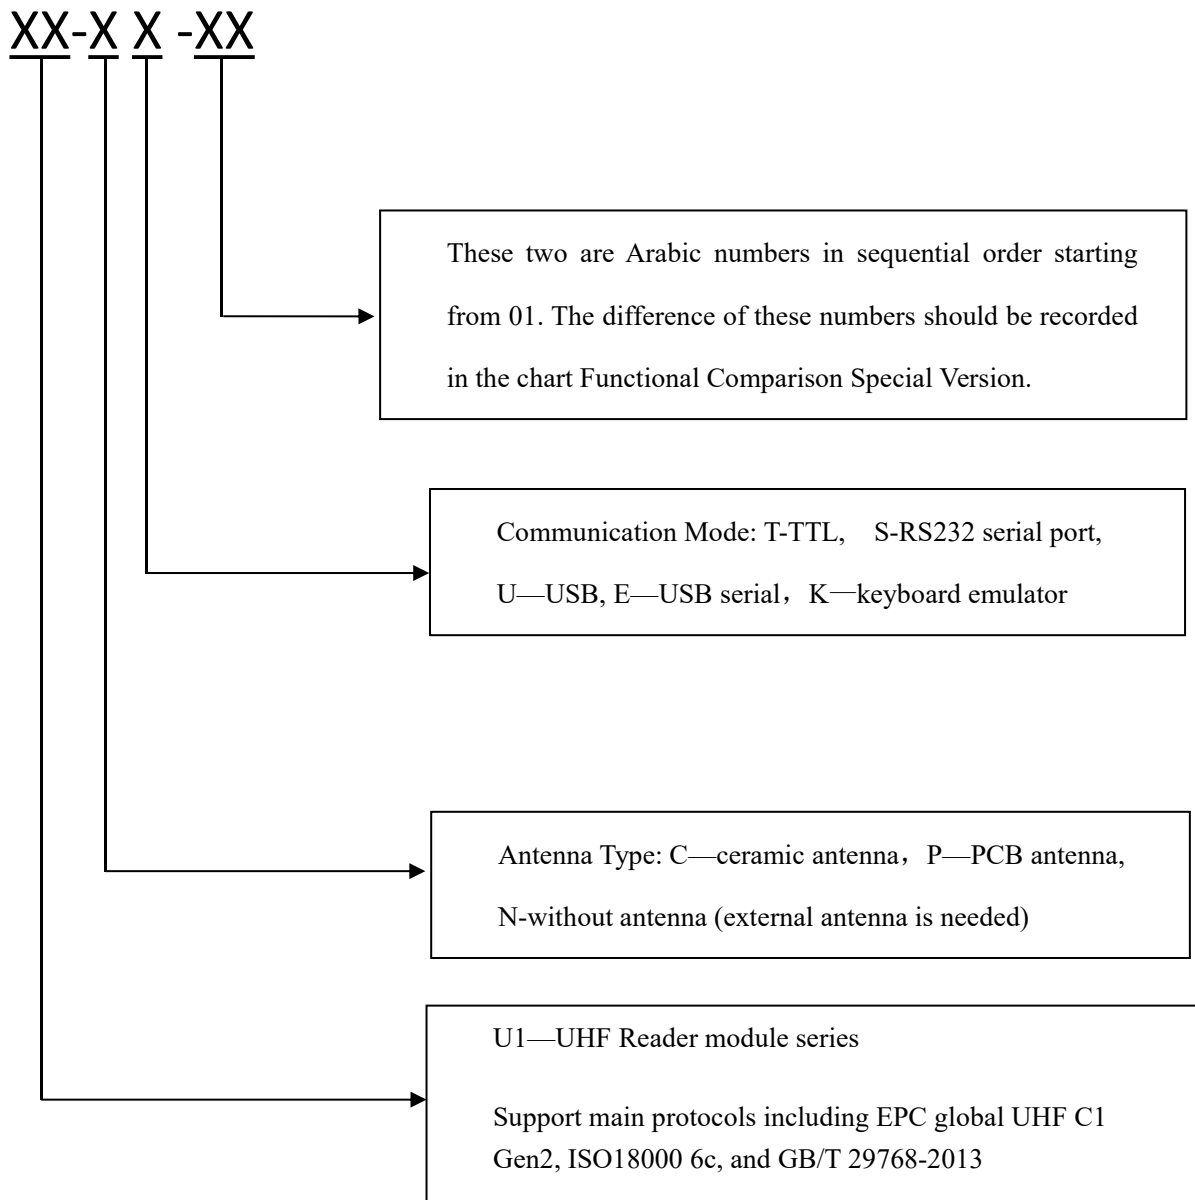 XX-X X -XX
These two are Arabic numbers in sequential order starting
from 01. The difference of these numbers should be recorded
in the chart Functional Comparison Special Version.
Communication Mode: T-TTL, S-RS232 serial port,
U—USB, E—USB serial，K—keyboard emulator
Antenna Type: C—ceramic antenna，P—PCB antenna,
N-without antenna (external antenna is needed)
U1—UHF Reader module series
Support main protocols including EPC global UHF C1
Gen2, ISO18000 6c, and GB/T 29768-2013